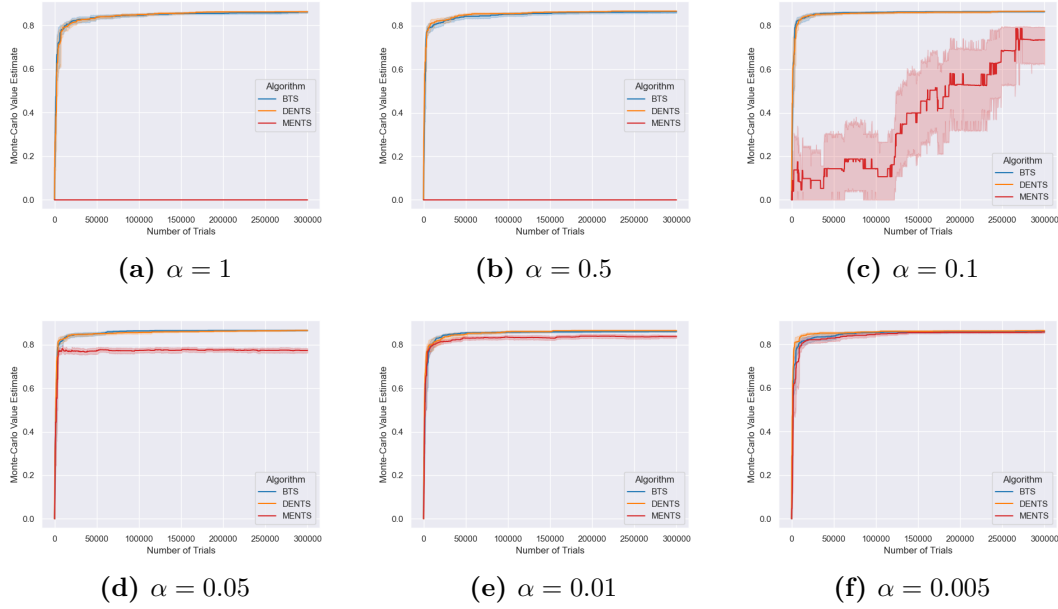 Monte-Carlo Value Estimate
0.8
0.6
0.4
0.2
0.0
Algorithm
BTS
DENTS
MENTS
0 50000 100000 150000 200000 250000 300000
Number of Trials
(a) α = 1
Monte-Carlo Value Estimate
0.8
0.6
0.4
0.2
0.0
Algorithm
BTS
DENTS
MENTS
0 50000 100000 150000 200000 250000 300000
Number of Trials
(b) α = 0.5
Monte-Carlo Value Estimate
0.8
0.6
0.4
0.2
0.0
Algorithm
BTS
DENTS
MENTS
0 50000 100000 150000 200000 250000 300000
Number of Trials
(c) α = 0.1
Monte-Carlo Value Estimate
0.8
0.6
0.4
0.2
0.0
Algorithm
BTS
DENTS
MENTS
0 50000 100000 150000 200000 250000 300000
Number of Trials
(d) α = 0.05
Monte-Carlo Value Estimate
0.8
0.6
0.4
0.2
0.0
Algorithm
BTS
DENTS
MENTS
0 50000 100000 150000 200000 250000 300000
Number of Trials
(e) α = 0.01
Monte-Carlo Value Estimate
0.8
0.6
0.4
0.2
0.0
Algorithm
BTS
DENTS
MENTS
0 50000 100000 150000 200000 250000 300000
Number of Trials
(f) α = 0.005